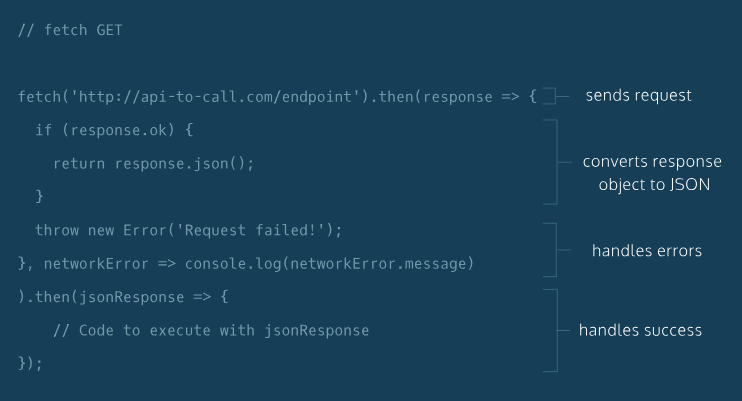 // fetch GET
fetch('http://api-to-call.com/endpoint').then(response => {
sends request
if (response.ok) {
return response.json();
}
converts response
object to JSON
throw new Error('Request failed!');
}, networkError => console.log(networkError.message)
handles errors
).then(jsonResponse => {
// Code to execute with jsonResponse
});
handles success